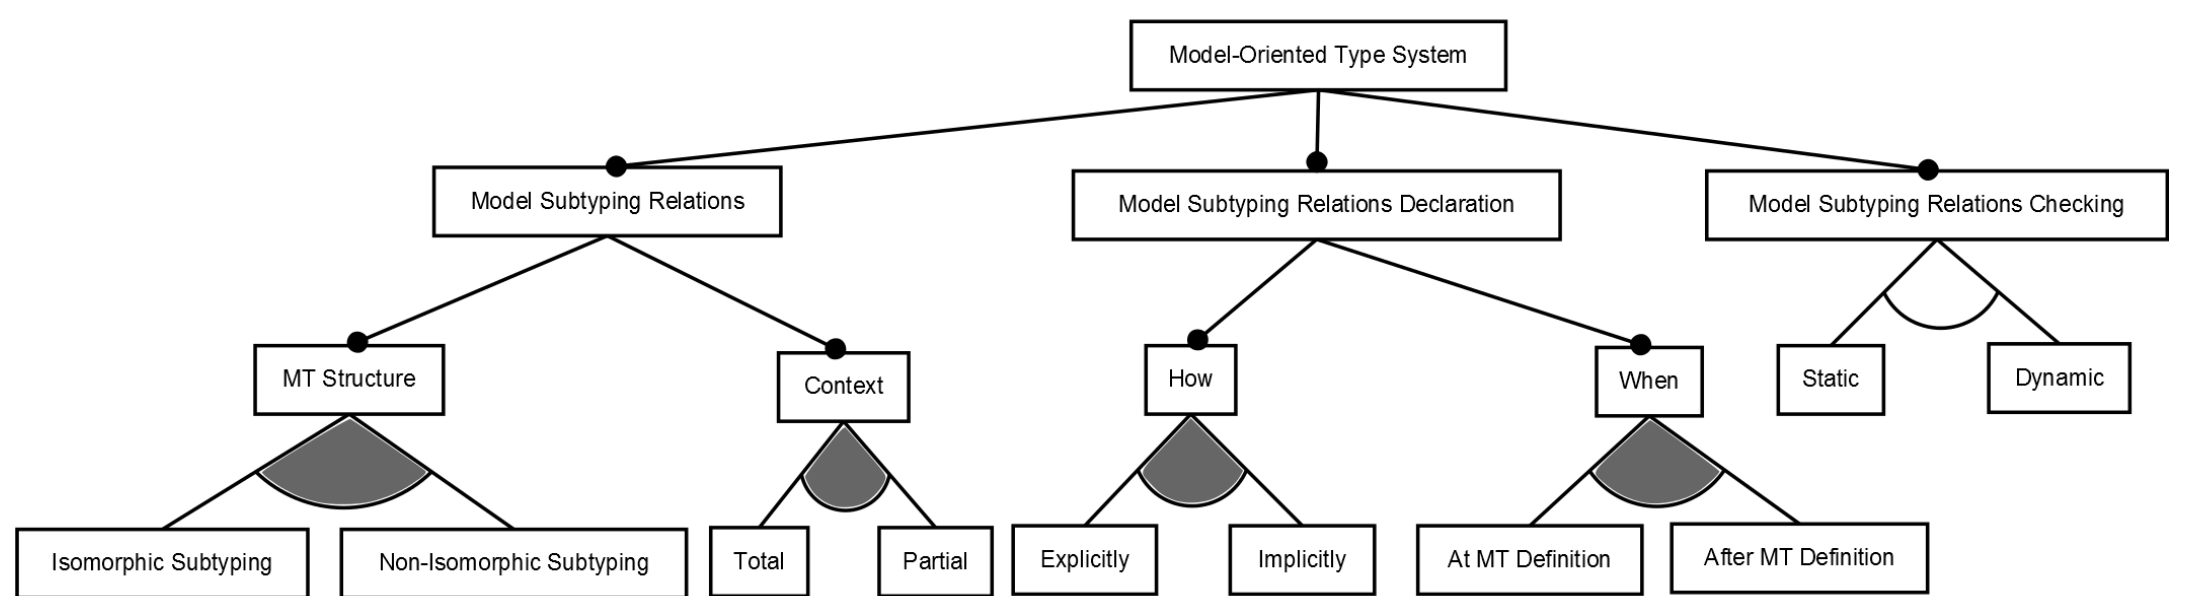 Model-Oriented Type System
Model Subtyping Relations
Model Subtyping Relations Declaration
Model Subtyping Relations Checking
MT Structure
Context
How
When
Static
Dynamic
Isomorphic Subtyping
Non-Isomorphic Subtyping
Total
Partial
Explicitly
Implicitly
At MT Definition
After MT Definition